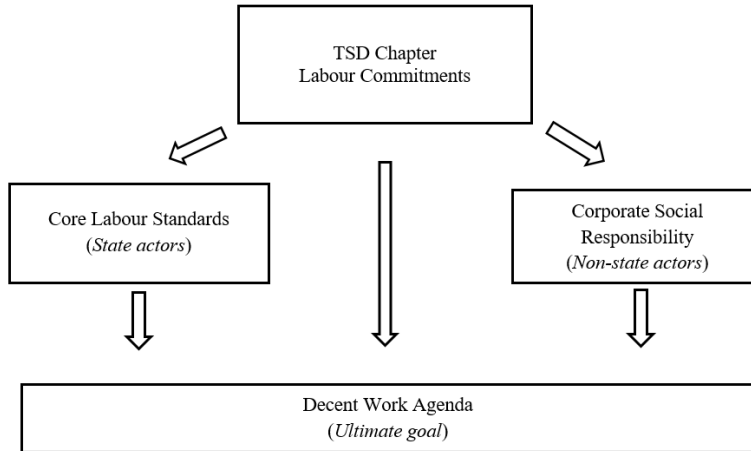 TSD Chapter
Labour Commitments
Core Labour Standards
(State actors)
Corporate Social
Responsibility
(Non-state actors)
Decent Work Agenda
(Ultimate goal)